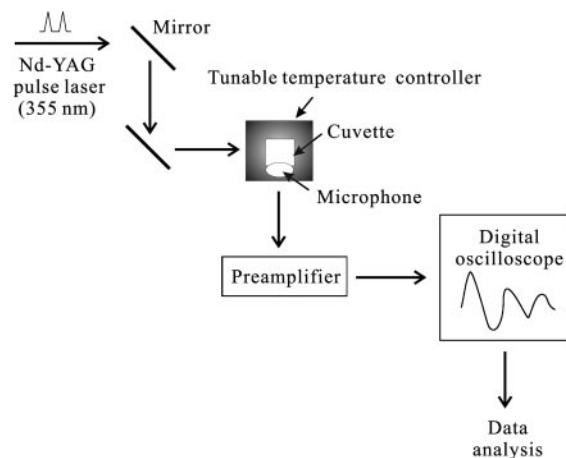 Mirror
Nd-YAG
pulse laser
(355 nm)
Tunable temperature controller
Cuvette
Microphone
Preamplifier
Digital
oscilloscope
Data
analysis